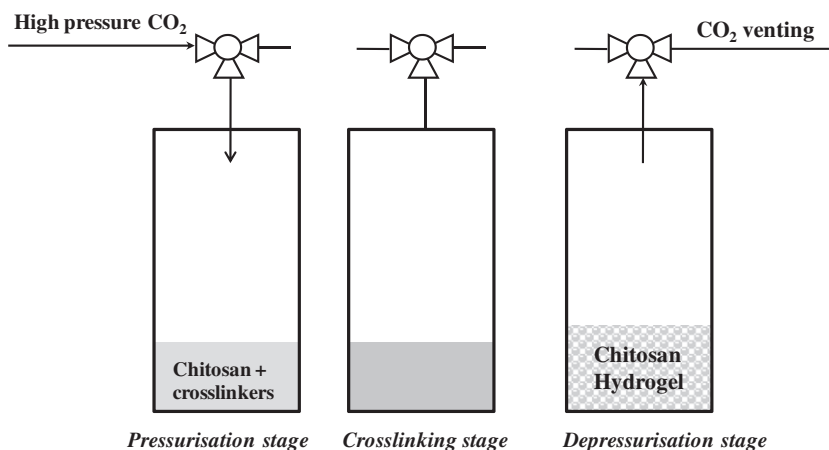 High pressure CO₂
CO₂ venting
Chitosan +
crosslinkers
Chitosan
Hydrogel
Pressurisation stage
Crosslinking stage
Depressurisation stage